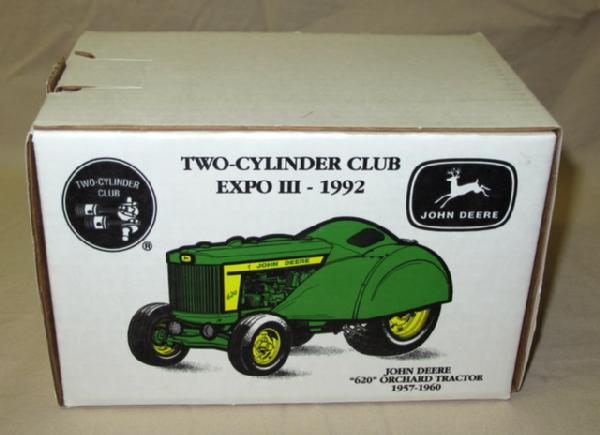 TWO-CYLINDER CLUB
EXPO III - 1992
TWO-CYLINDER
CLUB
®
JOHN DEERE
JOHN DEERE
620
JOHN DEERE
"620" ORCHARD TRACTOR
1957-1960